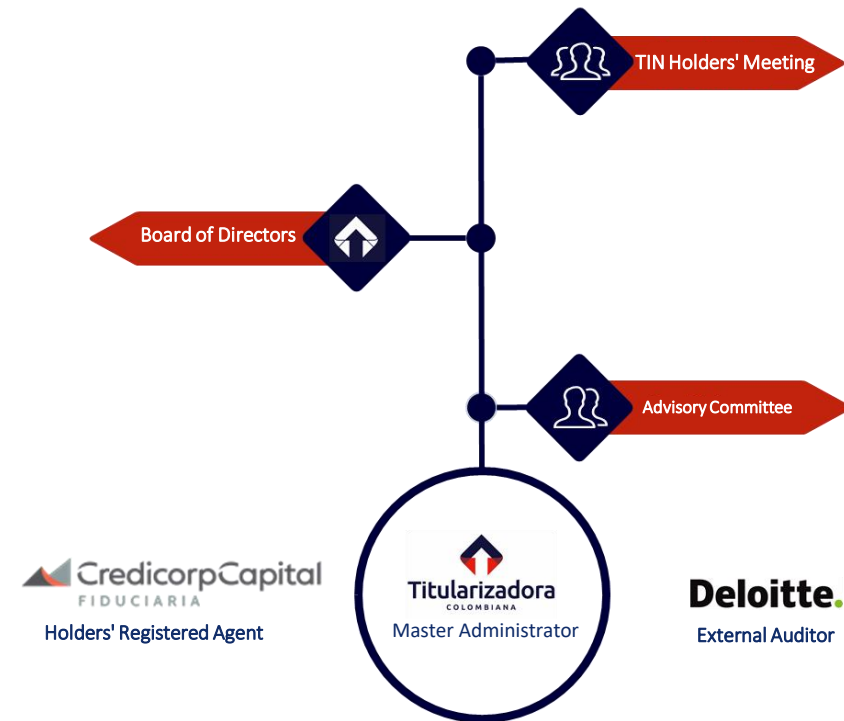 TIN Holders' Meeting
Board of Directors
Advisory Committee
CredicorpCapital
FIDUCIARIA
Holders' Registered Agent
Titularizadora
COLOMBIANA
Master Administrator
Deloitte.
External Auditor